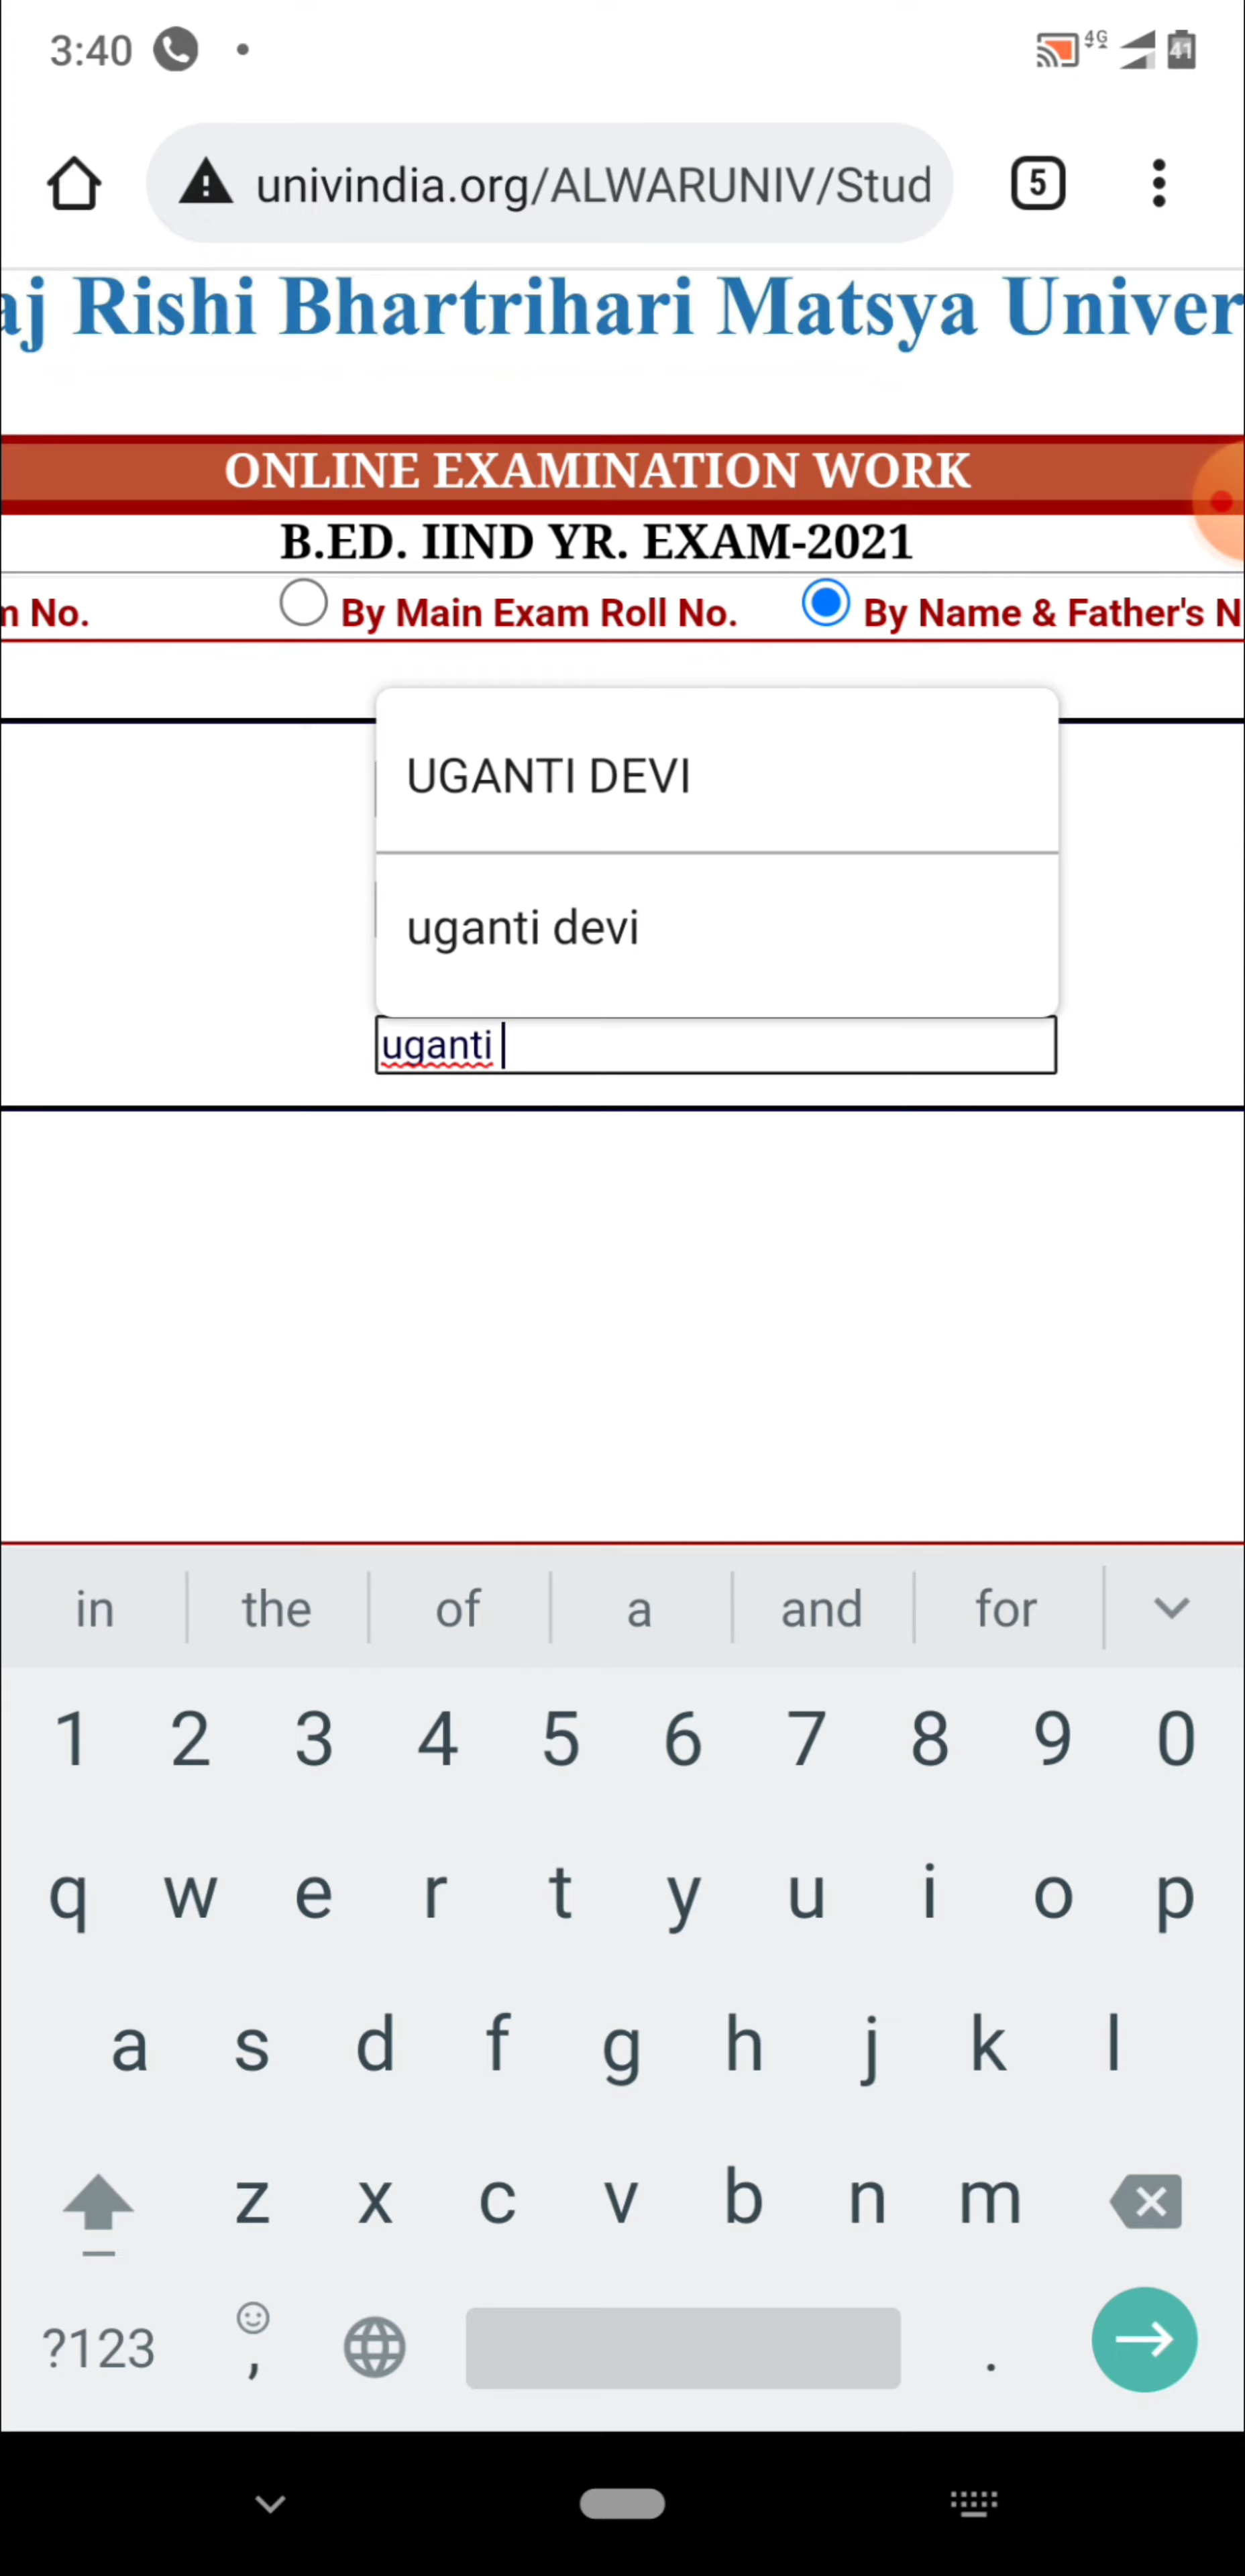 3:40 4G 41
univindia.org/ALWARUNIV/Stud 5
aj Rishi Bhartrihari Matsya Univer
ONLINE EXAMINATION WORK
B.ED. IIND YR. EXAM-2021
m No. By Main Exam Roll No. By Name & Father's N
UGANTI DEVI
uganti devi
uganti
in the of a and for
1 2 3 4 5 6 7 8 9 0
q w e r t y u i o p
a s d f g h j k l
z x c v b n m
?123 , .